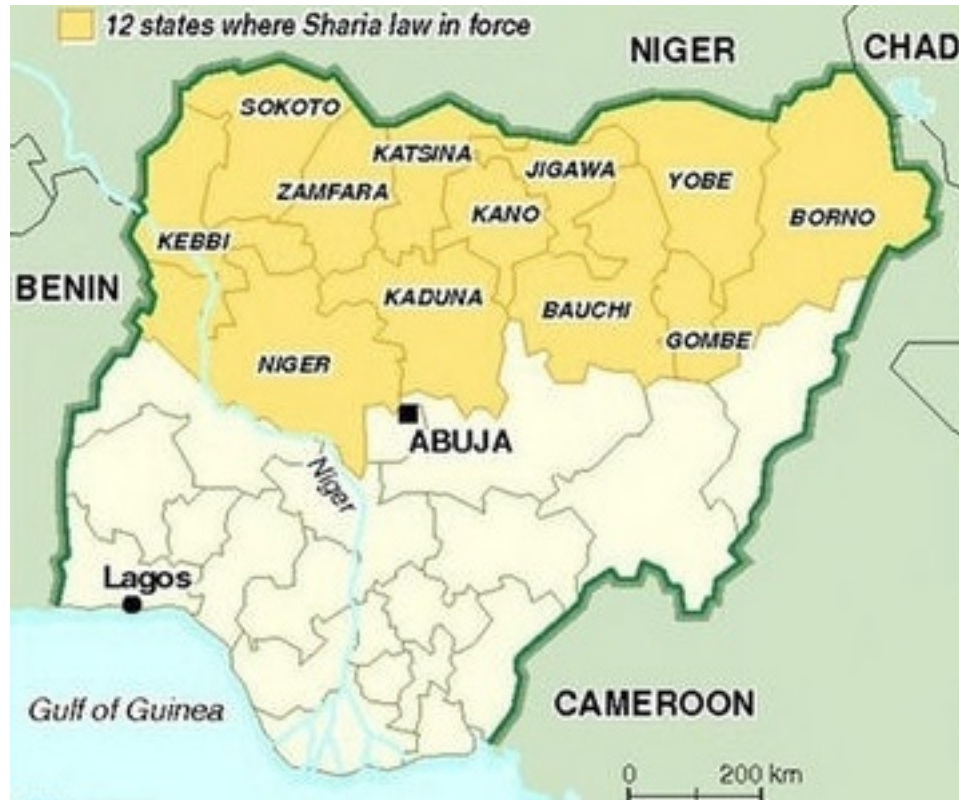 12 states where Sharia law in force
NIGER
CHAD
SOKOTO
KATSINA
JIGAWA
ZAMFARA
YOBE
KANO
BORNO
KEBBI
BENIN
KADUNA
BAUCHI
GOMBE
NIGER
ABUJA
Niger
Lagos
Gulf of Guinea
CAMEROON
0 200 km